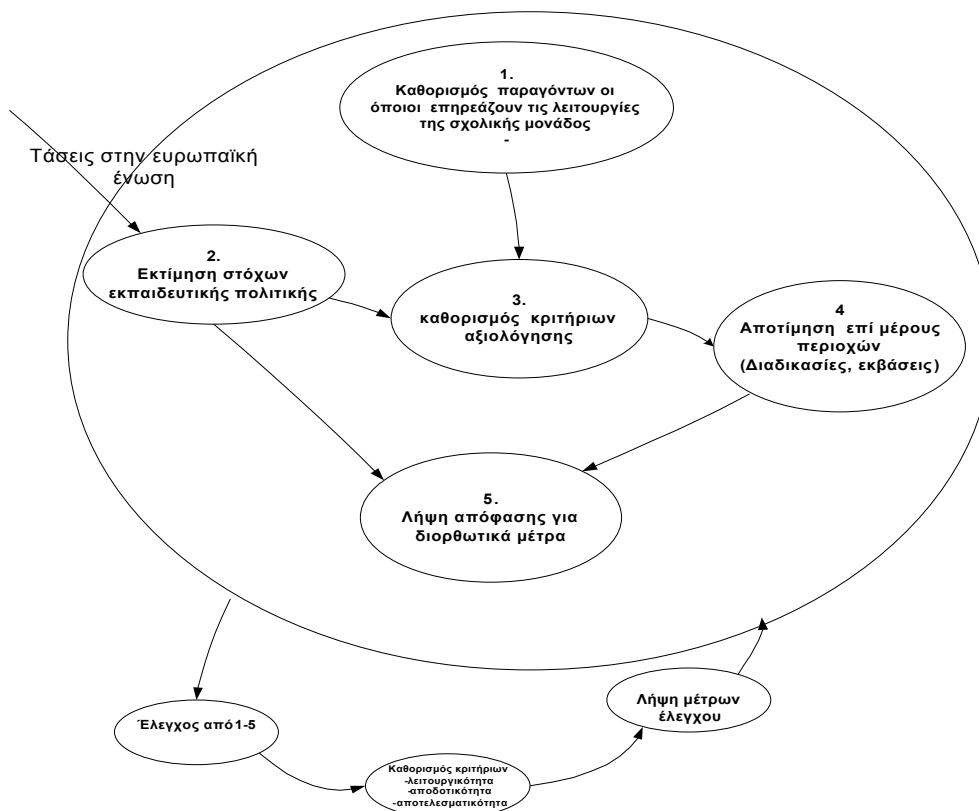 1.
Καθορισμός παραγόντων οι
όποιοι επηρεάζουν τις λειτουργίες
της σχολικής μονάδος
-
Τάσεις στην ευρωπαϊκή
ένωση
2.
Εκτίμηση στόχων
εκπαιδευτικής πολιτικής
3.
καθορισμός κριτήριων
αξιολόγησης
4
Αποτίμηση επί μέρους
περιοχών
(Διαδικασίες, εκβάσεις)
5.
Λήψη απόφασης για
διορθωτικά μέτρα
Έλεγχος από 1-5
Καθορισμός κριτήριων
-λειτουργικότητα
-αποδοτικότητα
-αποτελεσματικότητα
Λήψη μέτρων
έλεγχου